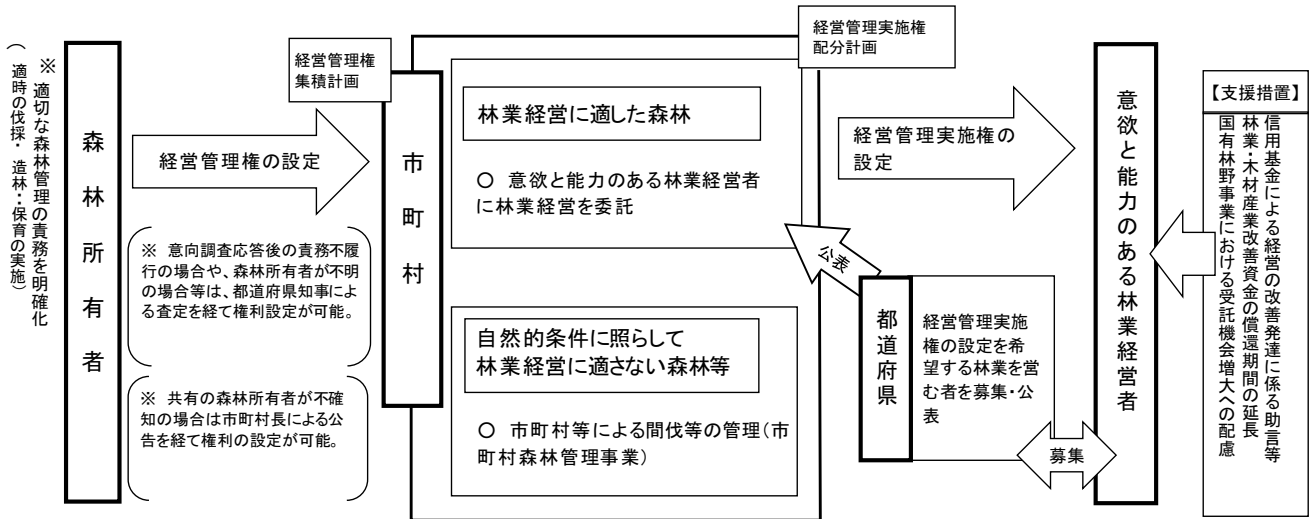 ※ 適切な森林管理の責務を明確化
（ 適時の伐採・ 造林・保育の実施）
森林所有者
経営管理権
集積計画
経営管理権の設定
※ 意向調査応答後の責務不履
行の場合や、森林所有者が不明
の場合等は、都道府県知事によ
る査定を経て権利設定が可能。
※ 共有の森林所有者が不確
知の場合は市町村長による公
告を経て権利の設定が可能。
市町村
林業経営に適した森林
○ 意欲と能力のある林業経営者
に林業経営を委託
自然的条件に照らして
林業経営に適さない森林等
○ 市町村等による間伐等の管理（市
町村森林管理事業）
経営管理実施権
配分計画
経営管理実施権の
設定
公表
都道府県
経営管理実施
権の設定を希
望する林業を営
む者を募集・公
表
募集
意欲と能力のある林業経営者
【支援措置】
信用基金による経営の改善発達に係る助言等
林業・木材産業改善資金の償還期間の延長
国有林野事業における受託機会増大への配慮